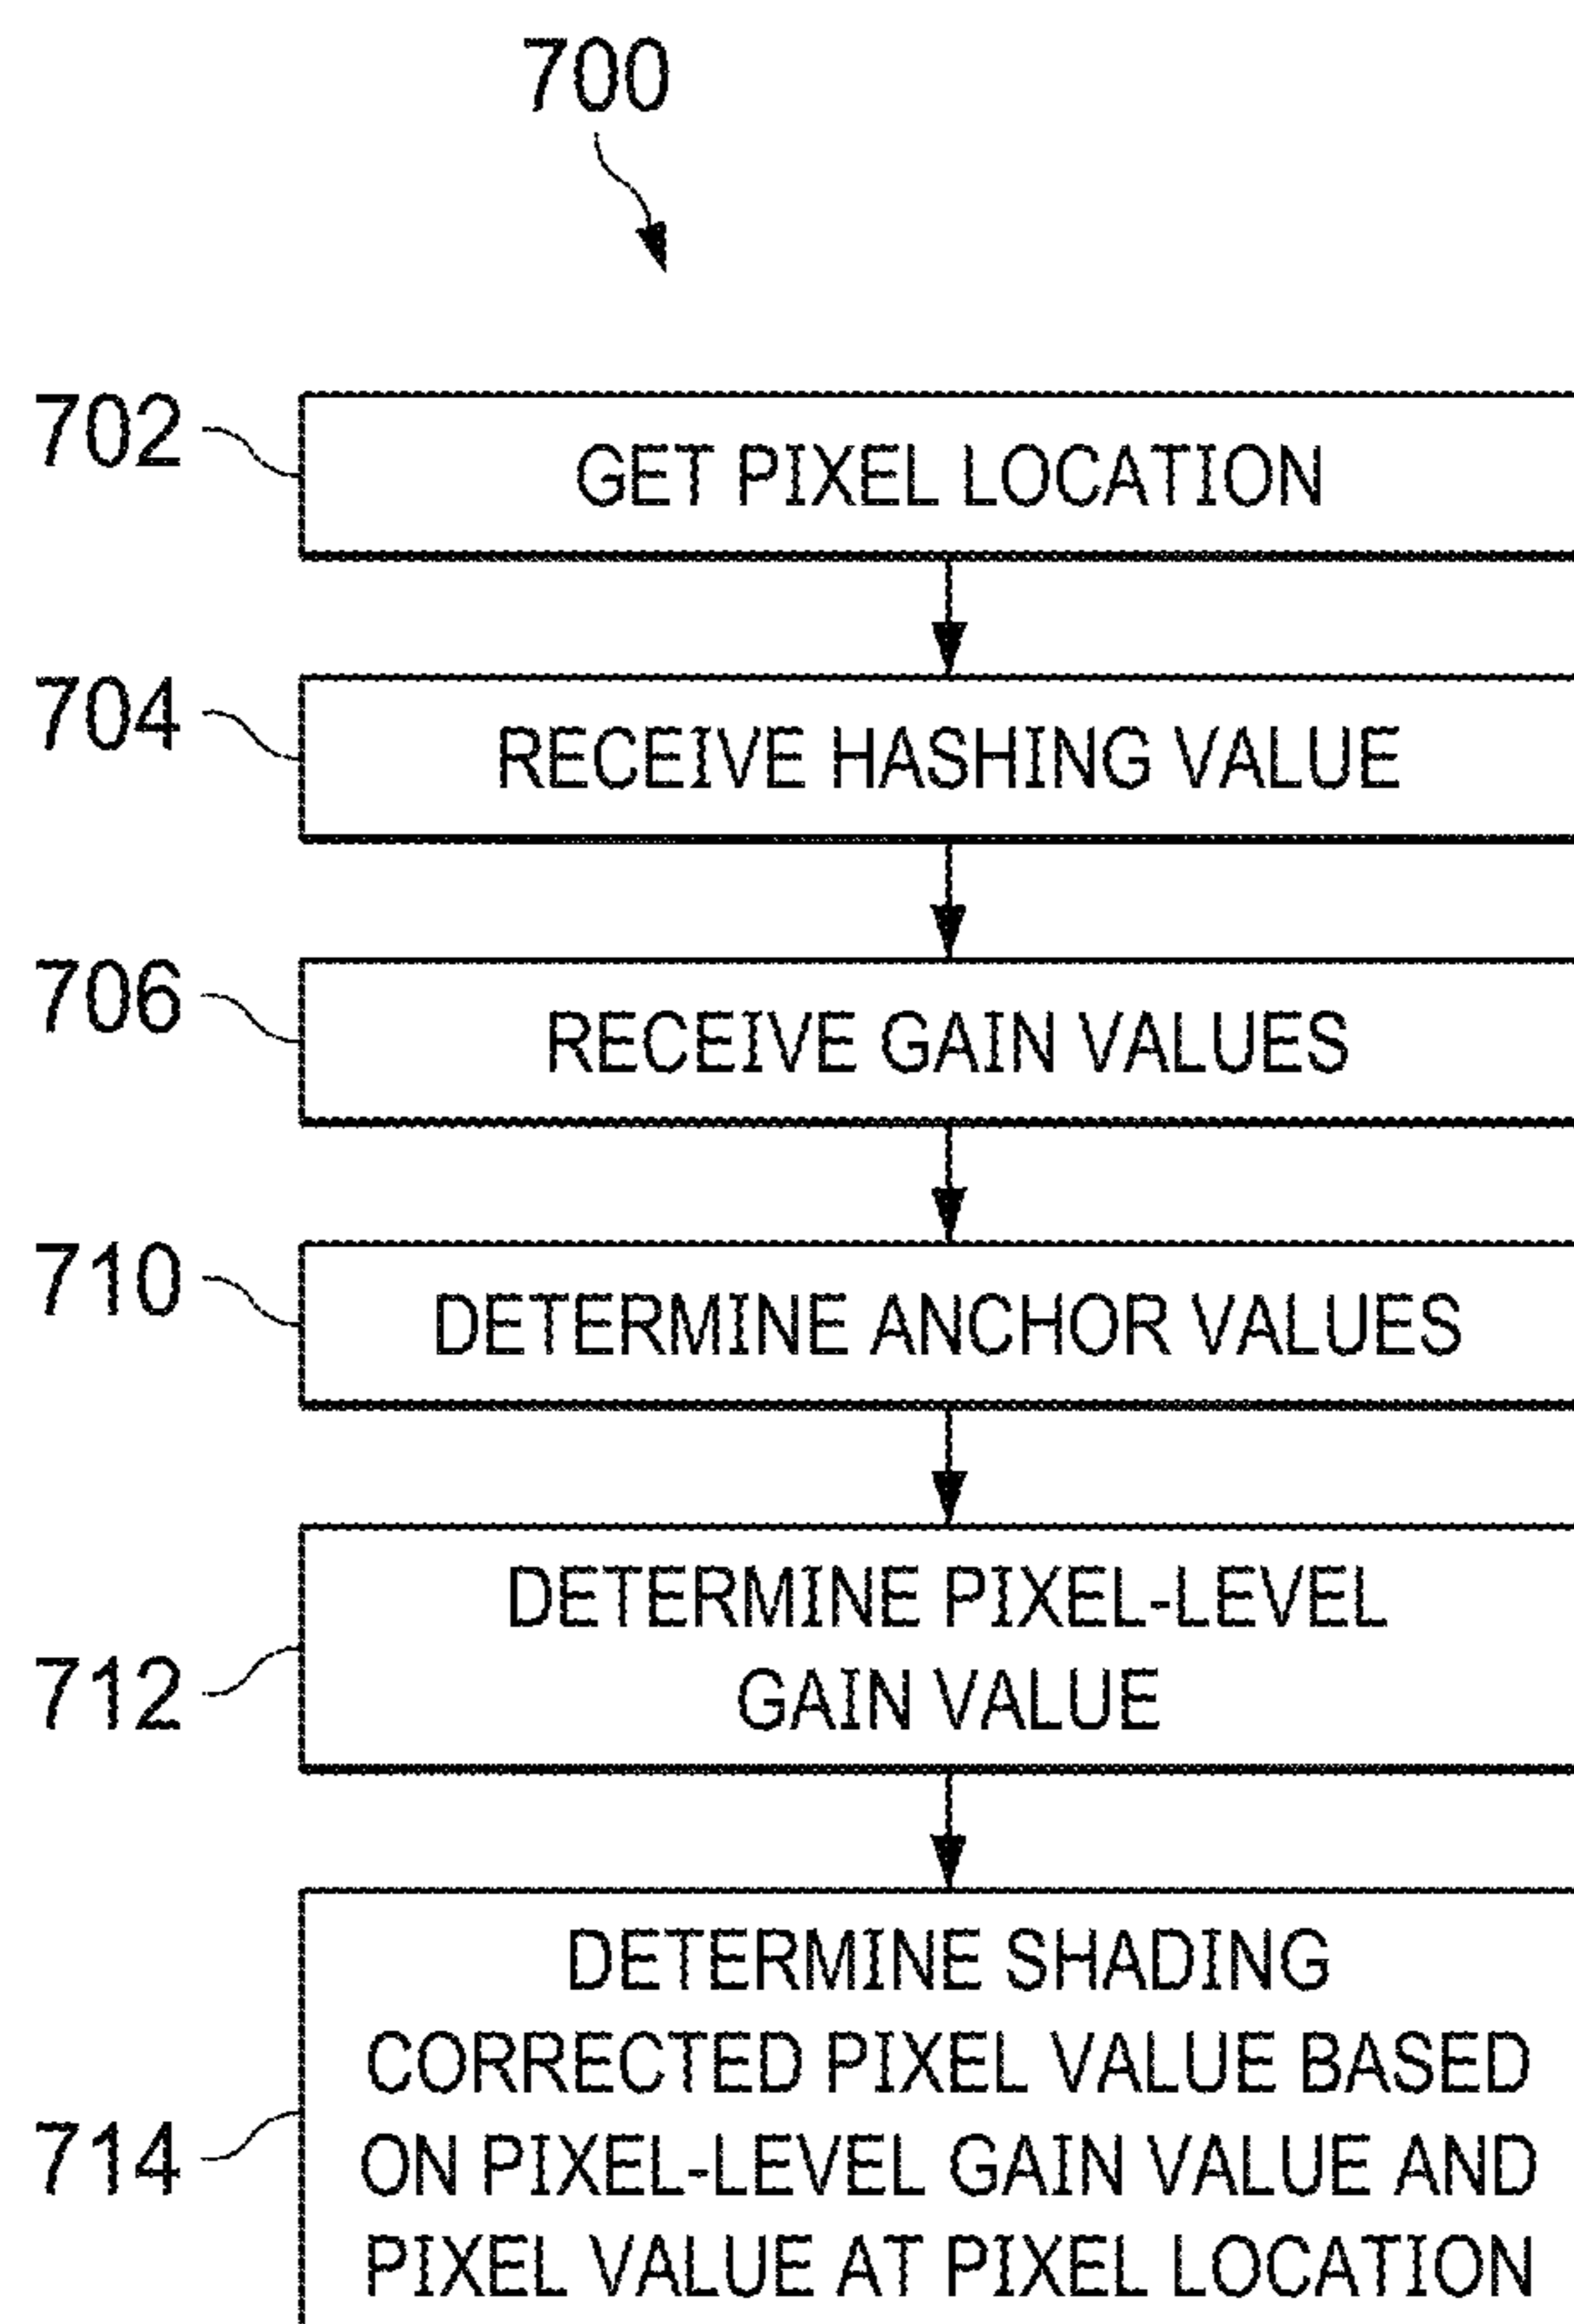 700
702
GET PIXEL LOCATION
704
RECEIVE HASHING VALUE
706
RECEIVE GAIN VALUES
710
DETERMINE ANCHOR VALUES
712
DETERMINE PIXEL-LEVEL
GAIN VALUE
714
DETERMINE SHADING
CORRECTED PIXEL VALUE BASED
ON PIXEL-LEVEL GAIN VALUE AND
PIXEL VALUE AT PIXEL LOCATION